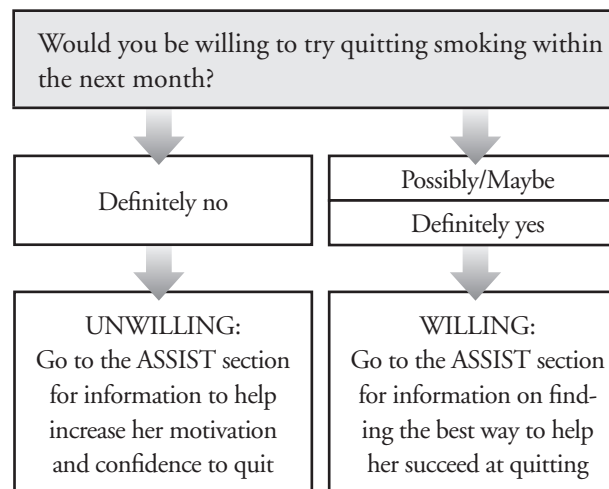 Would you be willing to try quitting smoking within
the next month?
Definitely no
Possibly/Maybe
Definitely yes
UNWILLING:
Go to the ASSIST section
for information to help
increase her motivation
and confidence to quit
WILLING:
Go to the ASSIST section
for information on find-
ing the best way to help
her succeed at quitting